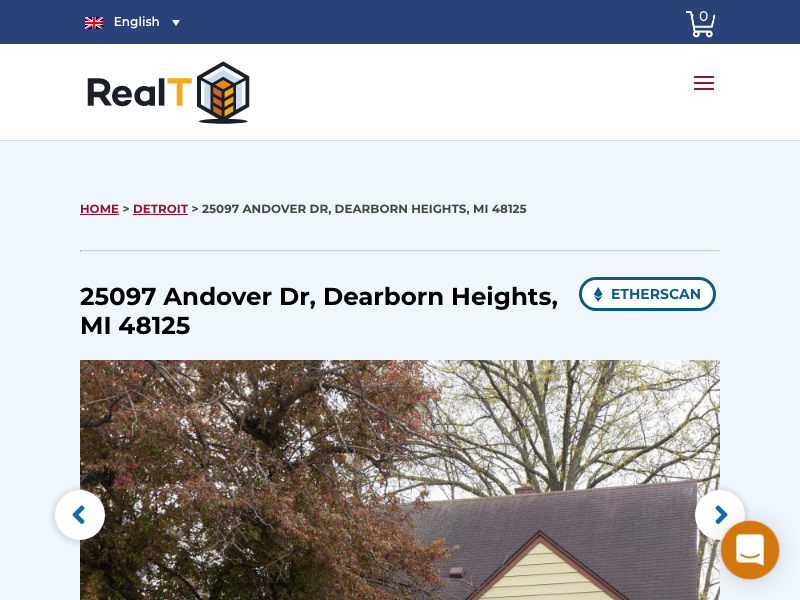 English
0
RealT
HOME > DETROIT > 25097 ANDOVER DR, DEARBORN HEIGHTS, MI 48125
25097 Andover Dr, Dearborn Heights,
MI 48125
ETHERSCAN